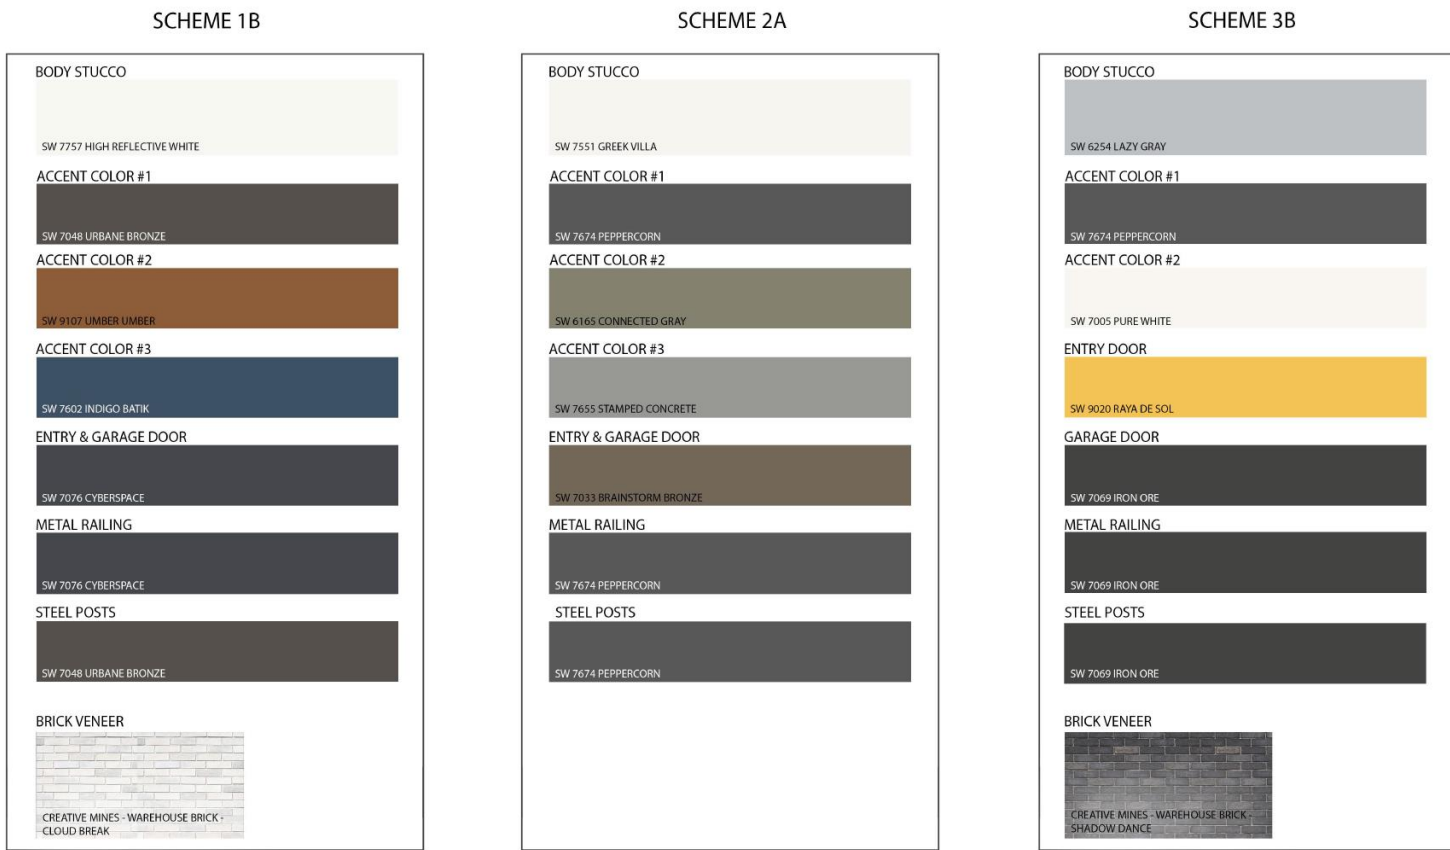 SCHEME 1B
BODY STUCCO
SW 7757 HIGH REFLECTIVE WHITE
ACCENT COLOR #1
SW 7048 URBANE BRONZE
ACCENT COLOR #2
SW 9107 UMBER UMBER
ACCENT COLOR #3
SW 7602 INDIGO BATIK
ENTRY & GARAGE DOOR
SW 7076 CYBERSPACE
METAL RAILING
SW 7076 CYBERSPACE
STEEL POSTS
SW 7048 URBANE BRONZE
BRICK VENEER
CREATIVE MINES - WAREHOUSE BRICK -
CLOUD BREAK
SCHEME 2A
BODY STUCCO
SW 7551 GREEK VILLA
ACCENT COLOR #1
SW 7674 PEPPERCORN
ACCENT COLOR #2
SW 6165 CONNECTED GRAY
ACCENT COLOR #3
SW 7655 STAMPED CONCRETE
ENTRY & GARAGE DOOR
SW 7033 BRAINSTORM BRONZE
METAL RAILING
SW 7674 PEPPERCORN
STEEL POSTS
SW 7674 PEPPERCORN
SCHEME 3B
BODY STUCCO
SW 6254 LAZY GRAY
ACCENT COLOR #1
SW 7674 PEPPERCORN
ACCENT COLOR #2
SW 7005 PURE WHITE
ENTRY DOOR
SW 9020 RAYA DE SOL
GARAGE DOOR
SW 7069 IRON ORE
METAL RAILING
SW 7069 IRON ORE
STEEL POSTS
SW 7069 IRON ORE
BRICK VENEER
CREATIVE MINES - WAREHOUSE BRICK -
SHADOW DANCE